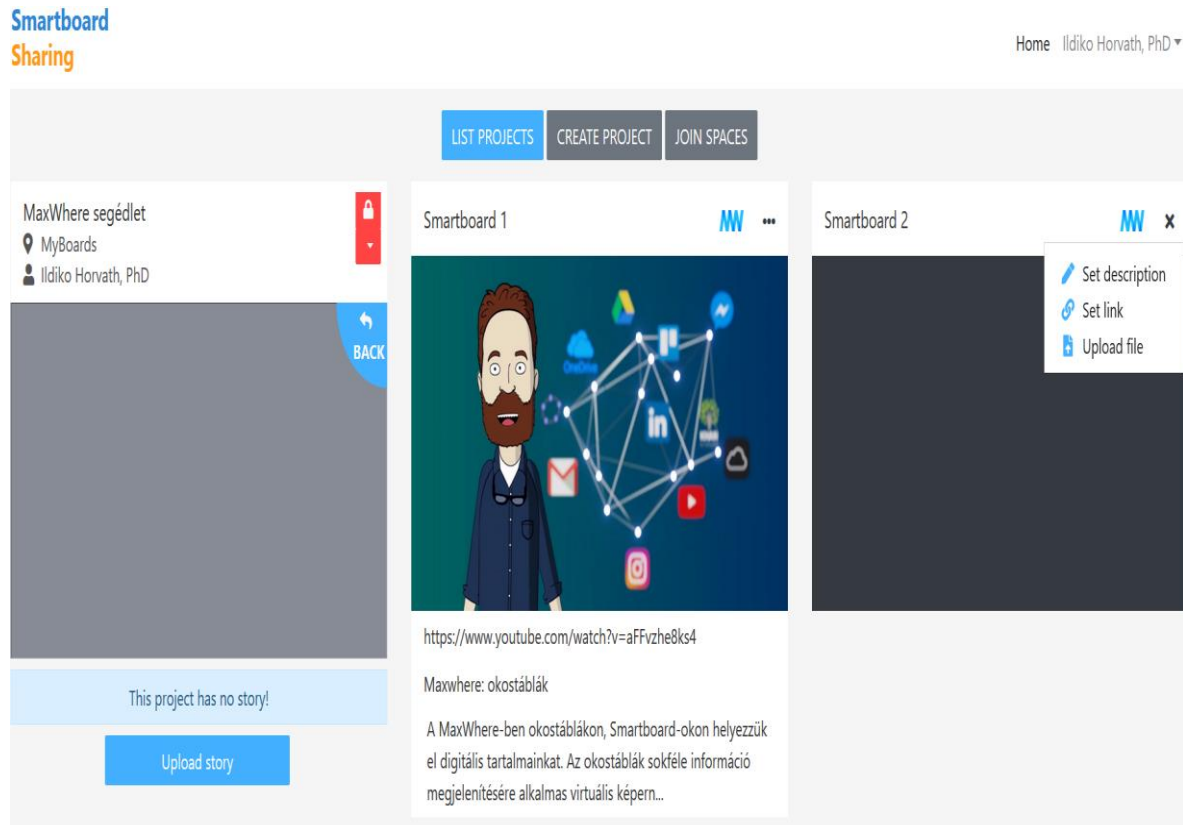 Smartboard
Sharing
Home Ildiko Horvath, PhD
LIST PROJECTS CREATE PROJECT JOIN SPACES
MaxWhere segédlet
MyBoards
Ildiko Horvath, PhD
BACK
This project has no story!
Upload story
Smartboard 1
OneDrive
in
https://www.youtube.com/watch?v=aFFvzhe8ks4
Maxwhere: okostáblák
A MaxWhere-ben okostáblákon, Smartboard-okon helyezzük
el digitális tartalmainkat. Az okostáblák sokféle információ
megjelenítésére alkalmas virtuális képern...
Smartboard 2
Set description
Set link
Upload file